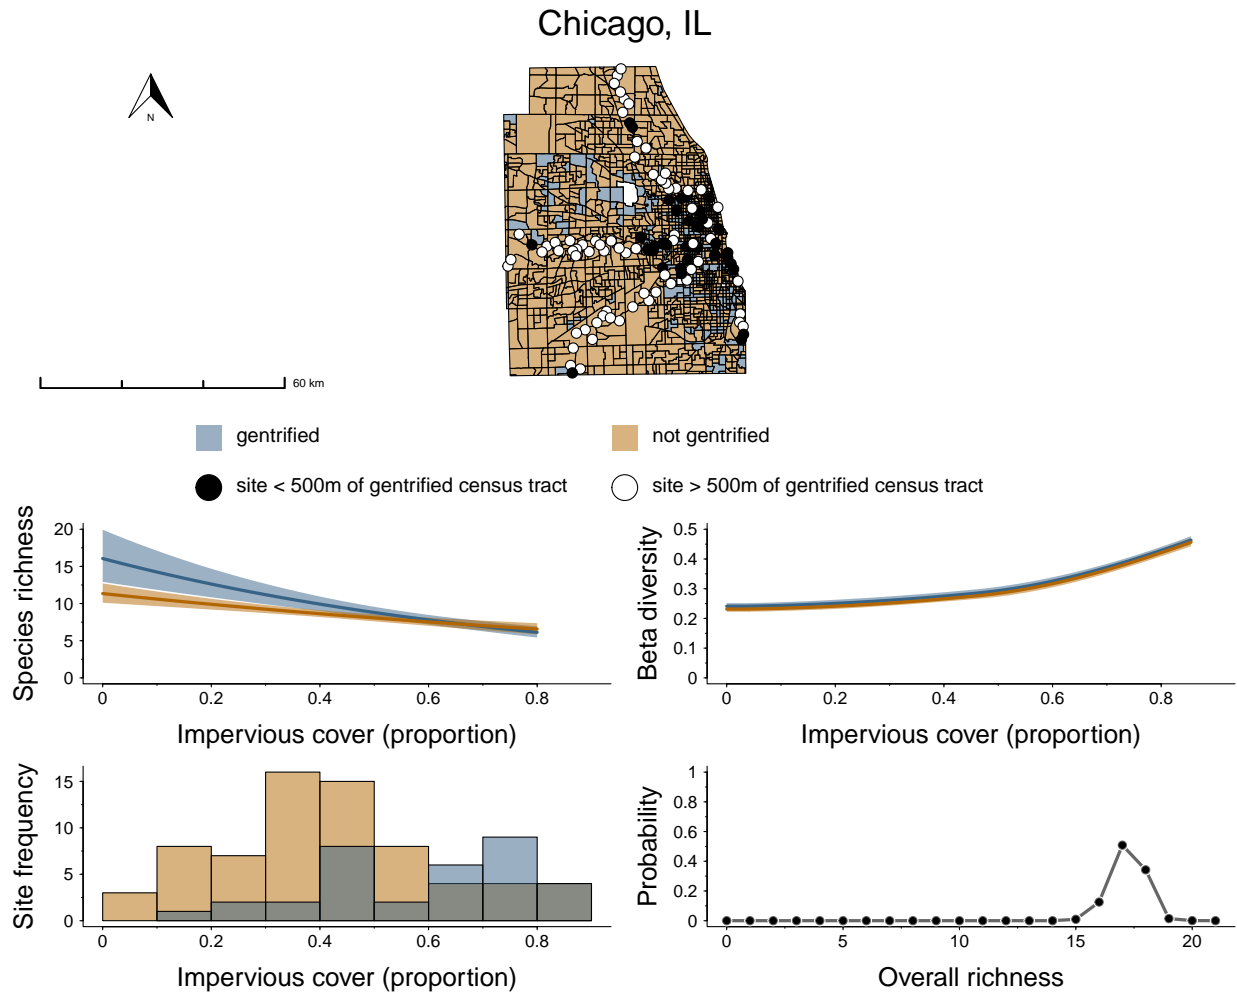 Chicago, IL
N
60 km
gentrified
not gentrified
site < 500m of gentrified census tract
site > 500m of gentrified census tract
Species richness
20
15
10
5
0
0 0.2 0.4 0.6 0.8
Impervious cover (proportion)
Beta diversity
0.5
0.4
0.3
0.2
0.1
0
0 0.2 0.4 0.6 0.8
Impervious cover (proportion)
Site frequency
15
10
5
0
0 0.2 0.4 0.6 0.8
Impervious cover (proportion)
Probability
1
0.8
0.6
0.4
0.2
0
0 5 10 15 20
Overall richness